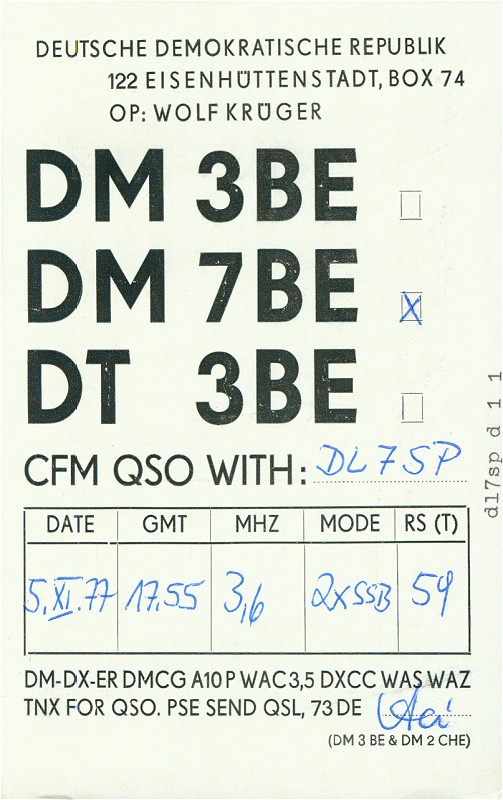 DEUTSCHE DEMOKRATISCHE REPUBLIK
122 EISENHÜTTENSTADT, BOX 74
OP: WOLF KRÜGER
DM 3BE
DM 7BE X
DT 3BE
CFM QSO WITH: DL7SP
DATE GMT MHZ MODE RS (T)
5.XI.77 17.55 3,6 2xSSB 59
DM-DX-ER DMCG A10P WAC 3,5 DXCC WAS WAZ
TNX FOR QSO. PSE SEND QSL, 73 DE
(DM 3 BE & DM 2 CHE)
dl7sp d 1 1